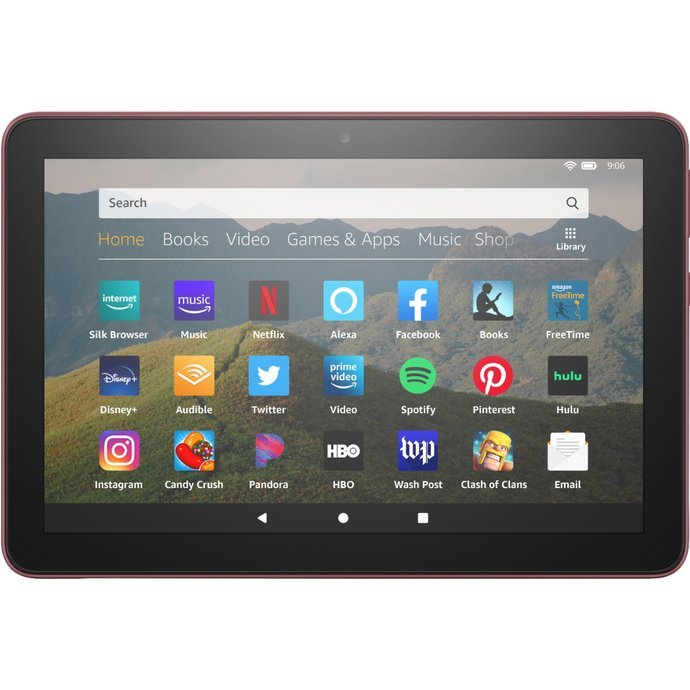 9:06
Search
Home Books Video Games & Apps Music Shop Library
internet music amazon FreeTime
Silk Browser Music Netflix Alexa Facebook Books FreeTime
Disney+ prime video hulu
Disney+ Audible Twitter Video Spotify Pinterest Hulu
HBO wp
Instagram Candy Crush Pandora HBO Wash Post Clash of Clans Email